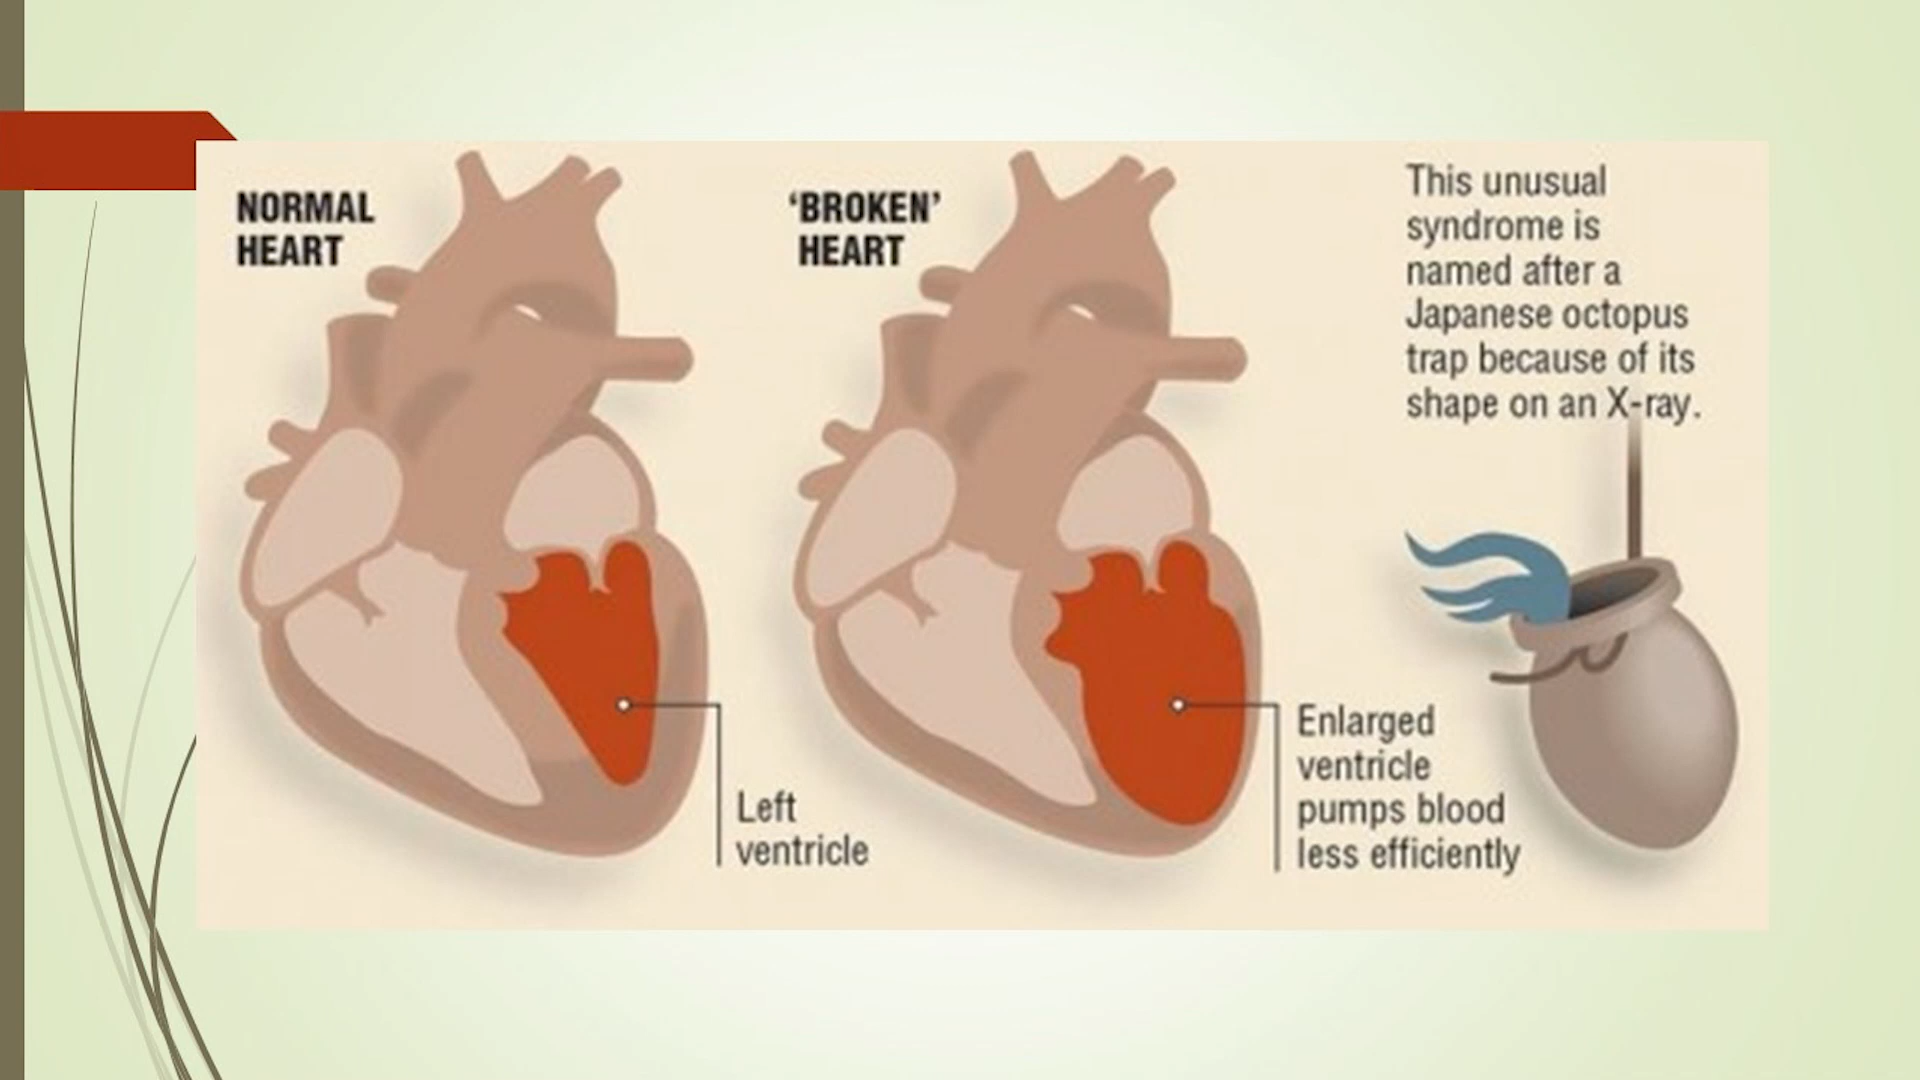 NORMAL
HEART
Left
ventricle
‘BROKEN’
HEART
Enlarged
ventricle
pumps blood
less efficiently
This unusual
syndrome is
named after a
Japanese octopus
trap because of its
shape on an X-ray.